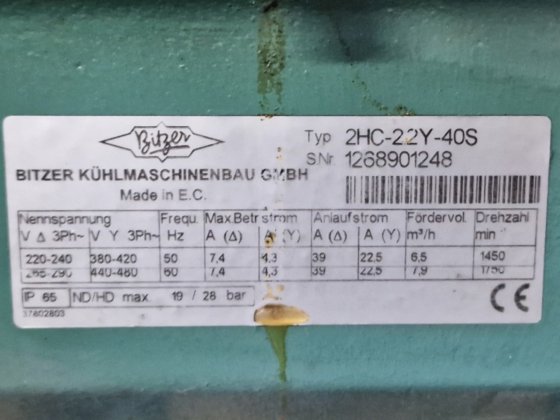 Bitzer
Typ 2HC-2.2Y-40S
S.Nr 1268901248
BITZER KÜHLMASCHINENBAU GMBH
Made in E.C.
Nennspannung Frequ. Max.Betr strom Anlaufstrom Fördervol. Drehzahl
V Δ 3Ph~ V Y 3Ph~ Hz A (Δ) A (Y) A (Δ) A (Y) m³/h min
220-240 380-420 50 7,4 4,3 39 22,5 6,5 1450
265-290 440-480 60 7,4 4,3 39 22,5 7,9 1750
IP 65 ND/HD max. 19 / 28 bar CE
37802803